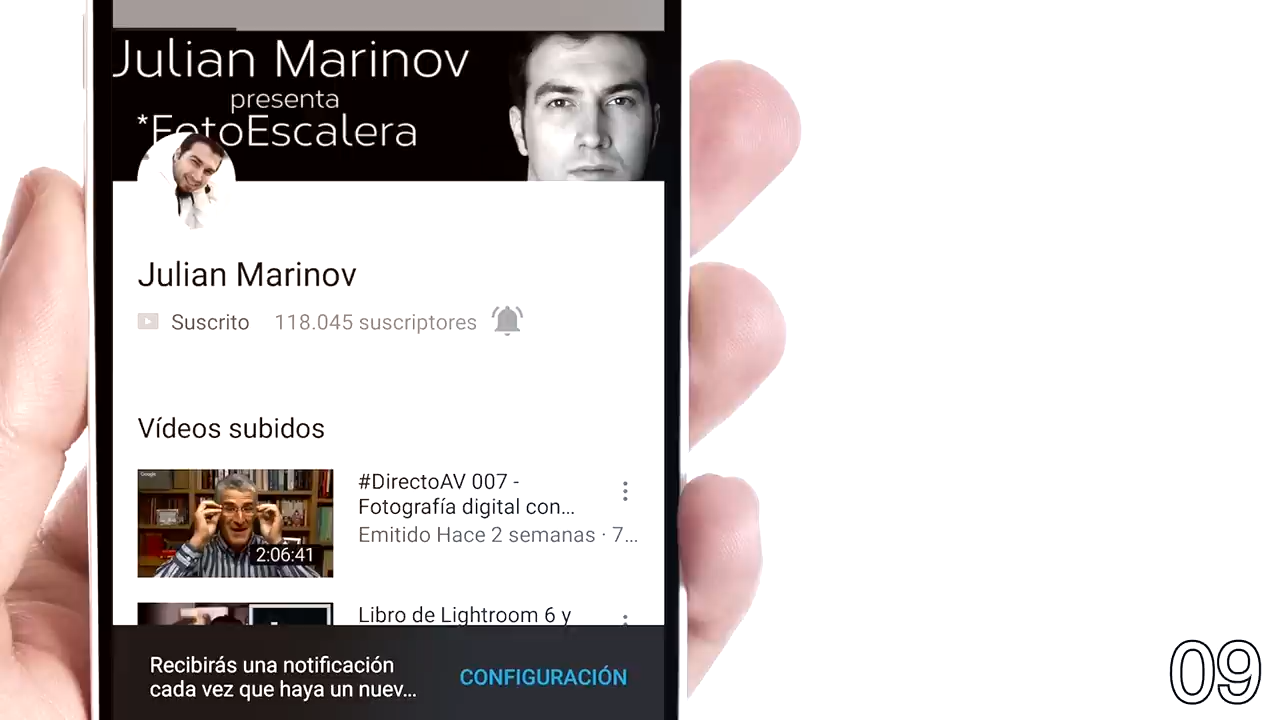 Julian Marinov
presenta
*FotoEscalera
Julian Marinov
Suscrito 118.045 suscriptores
Vídeos subidos
Google
#DirectoAV 007 -
Fotografía digital con...
Emitido Hace 2 semanas · 7...
2:06:41
Libro de Lightroom 6 y
Recibirás una notificación
cada vez que haya un nuev...
CONFIGURACIÓN
09